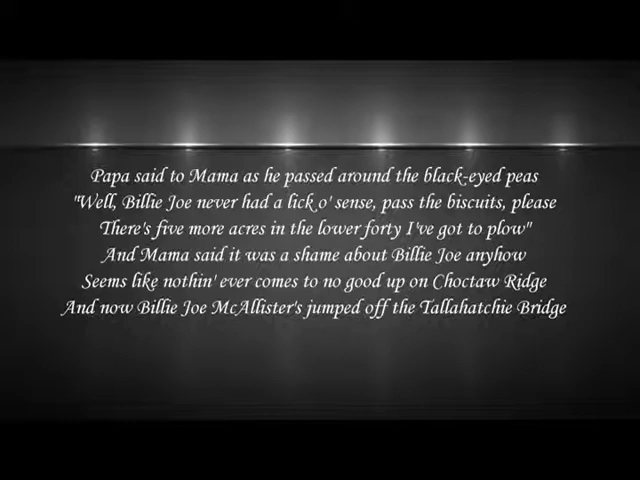 Papa said to Mama as he passed around the black-eyed peas
"Well, Billie Joe never had a lick o' sense, pass the biscuits, please
There's five more acres in the lower forty I've got to plow"
And Mama said it was a shame about Billie Joe anyhow
Seems like nothin' ever comes to no good up on Choctaw Ridge
And now Billie Joe McAllister's jumped off the Tallahatchie Bridge